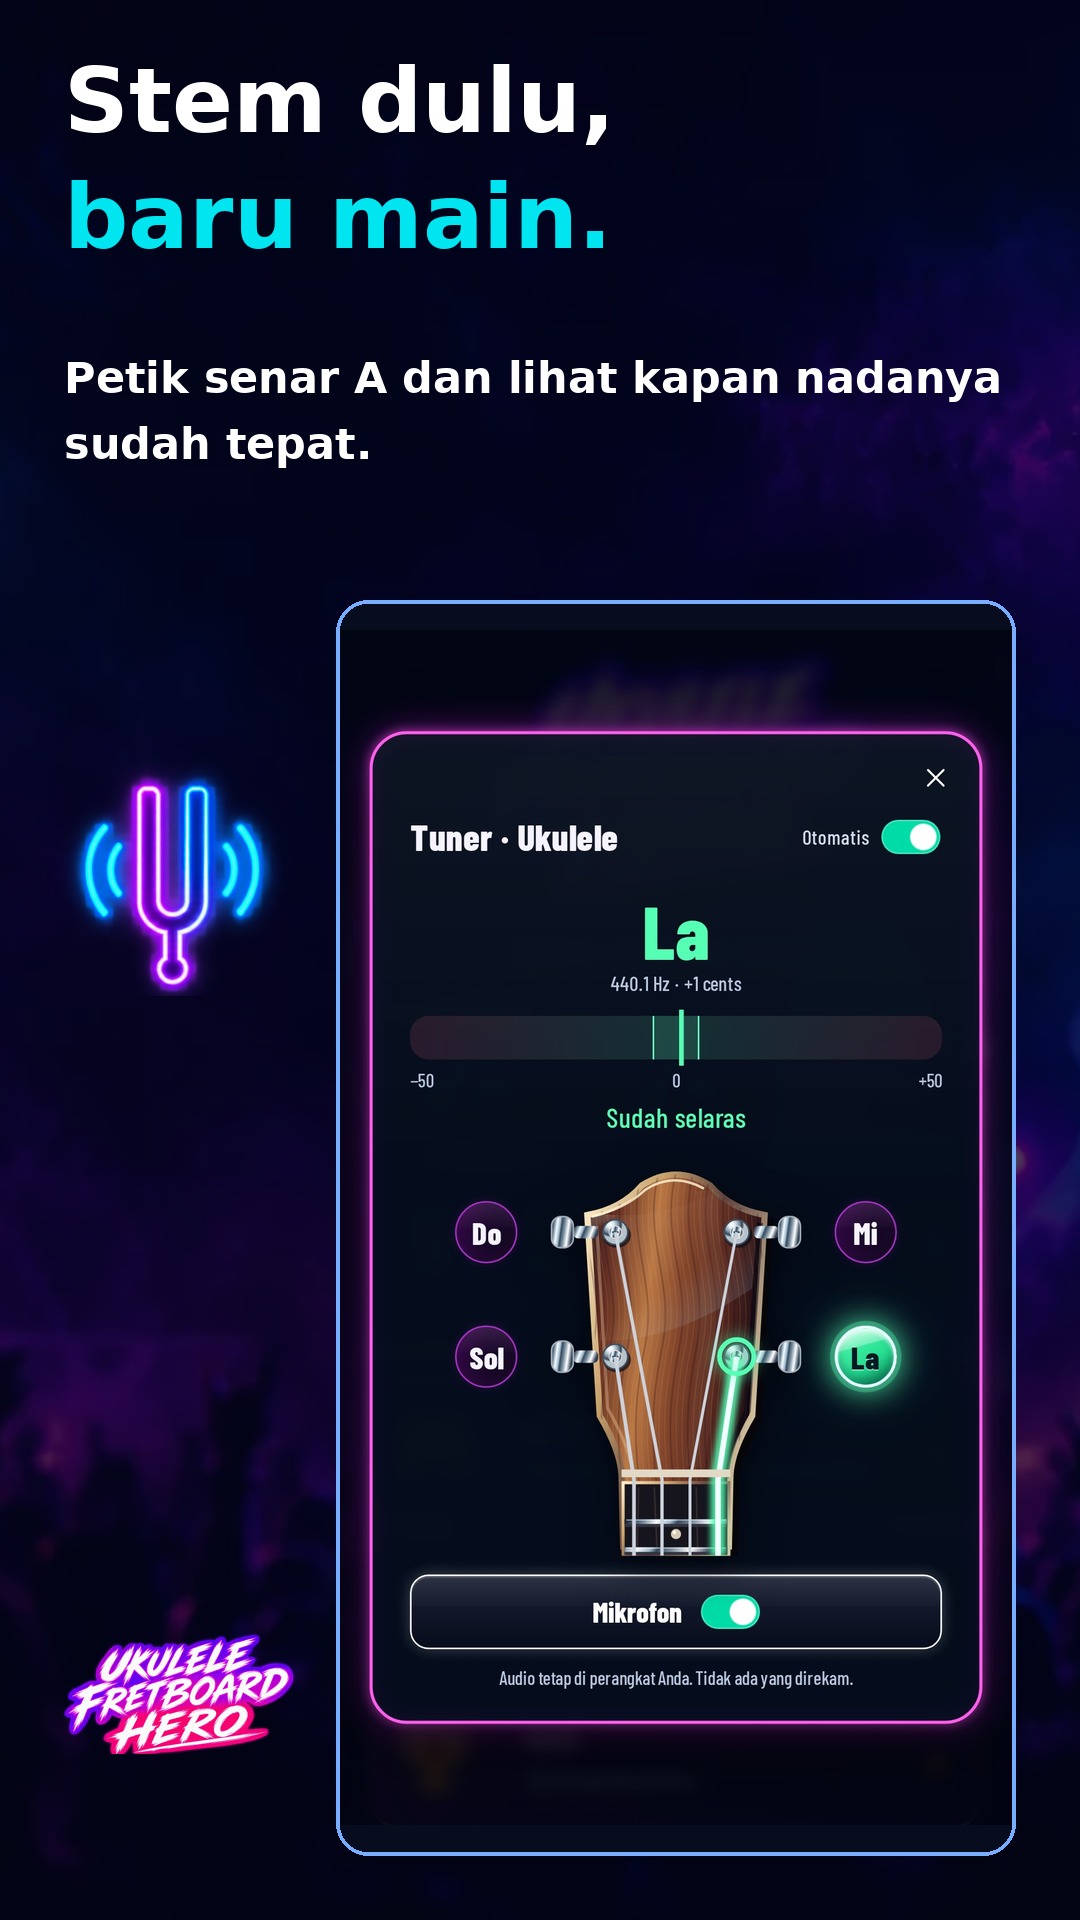 Stem dulu,
baru main.
Petik senar A dan lihat kapan nadanya
sudah tepat.
Tuner · Ukulele
Otomatis
La
440.1 Hz · +1 cents
−50
0
+50
Sudah selaras
Do
Mi
Sol
La
Mikrofon
Audio tetap di perangkat Anda. Tidak ada yang direkam.
UKULELE
FRETBOARD
HERO